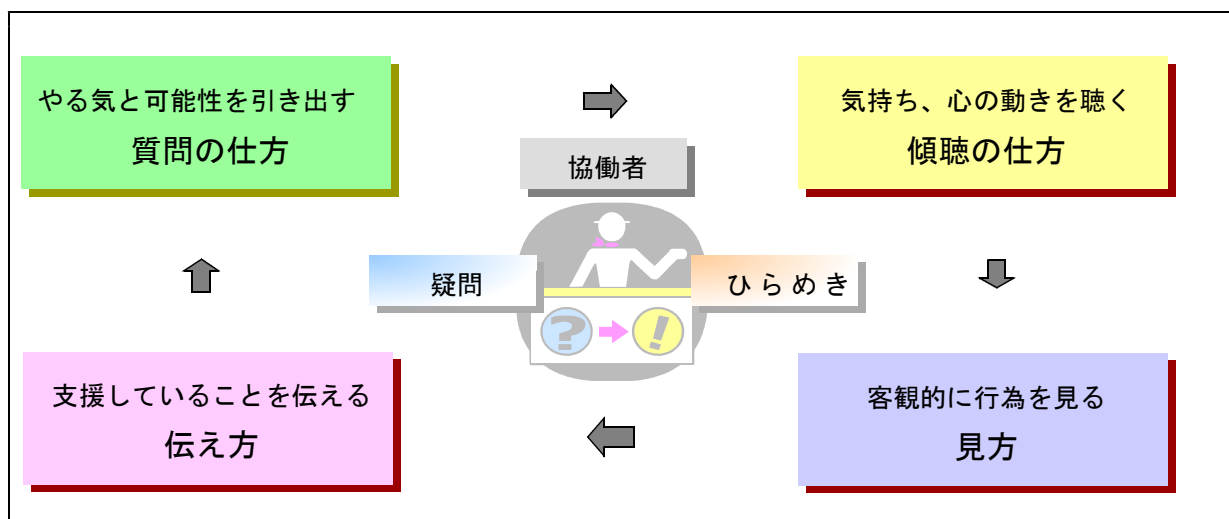 やる気と可能性を引き出す
質問の仕方
気持ち、心の動きを聴く
傾聴の仕方
協働者
疑問
ひらめき
?
!
支援していることを伝える
伝え方
客観的に行為を見る
見方